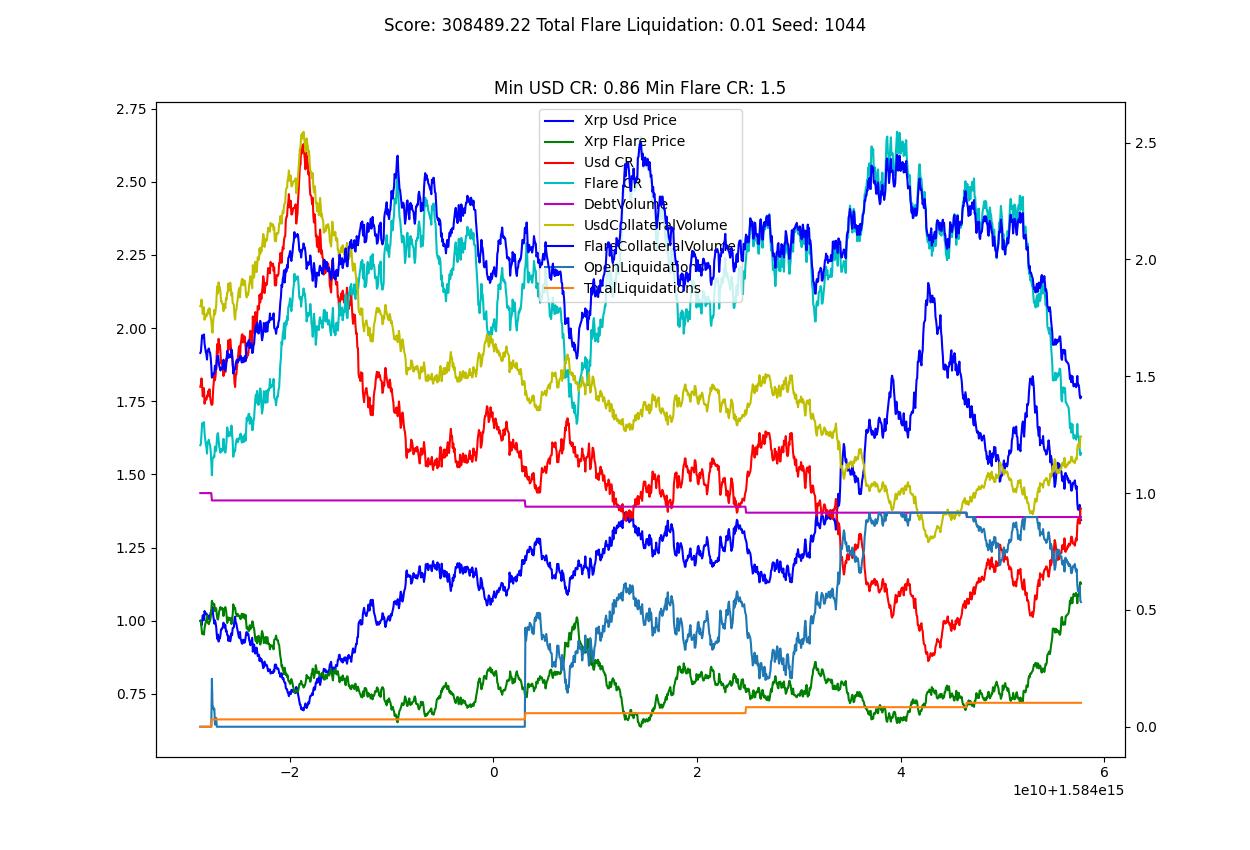 Score: 308489.22 Total Flare Liquidation: 0.01 Seed: 1044
Min USD CR: 0.86 Min Flare CR: 1.5
Xrp Usd Price
Xrp Flare Price
Usd CR
Flare CR
DebtVolume
UsdCollateralVolume
FlareCollateralVolume
OpenLiquidations
TotalLiquidations
2.75
2.50
2.25
2.00
1.75
1.50
1.25
1.00
0.75
2.5
2.0
1.5
1.0
0.5
0.0
−2
0
2
4
6
1e10+1.584e15